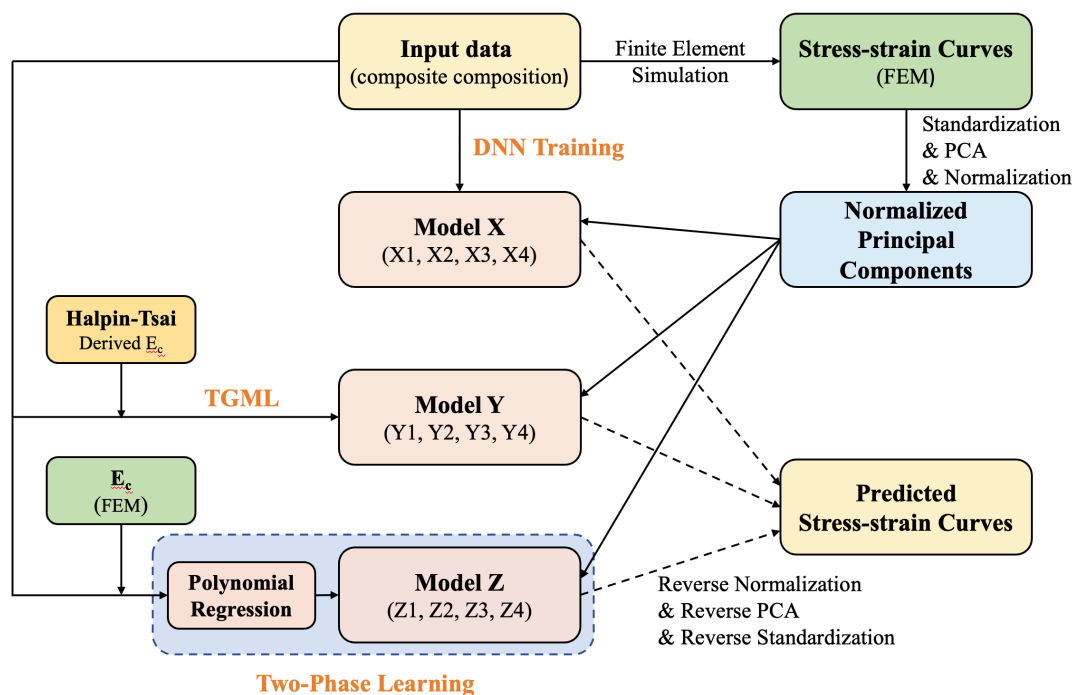 Input data
(composite composition)
Finite Element
Simulation
Stress-strain Curves
(FEM)
Standardization
& PCA
& Normalization
DNN Training
Model X
(X1, X2, X3, X4)
Normalized
Principal
Components
Halpin-Tsai
Derived Ec
TGML
Model Y
(Y1, Y2, Y3, Y4)
Ec
(FEM)
Predicted
Stress-strain Curves
Polynomial
Regression
Model Z
(Z1, Z2, Z3, Z4)
Reverse Normalization
& Reverse PCA
& Reverse Standardization
Two-Phase Learning